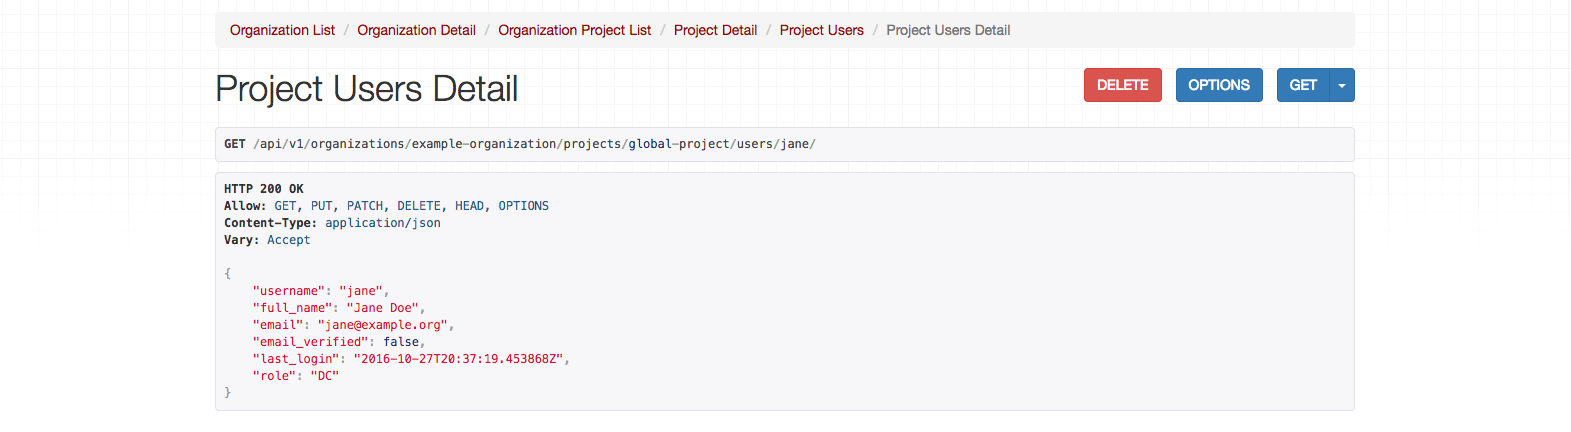 Organization List / Organization Detail / Organization Project List / Project Detail / Project Users / Project Users Detail
Project Users Detail
DELETE OPTIONS GET
GET /api/v1/organizations/example-organization/projects/global-project/users/jane/
HTTP 200 OK
Allow: GET, PUT, PATCH, DELETE, HEAD, OPTIONS
Content-Type: application/json
Vary: Accept
{
    "username": "jane",
    "full_name": "Jane Doe",
    "email": "jane@example.org",
    "email_verified": false,
    "last_login": "2016-10-27T20:37:19.453868Z",
    "role": "DC"
}